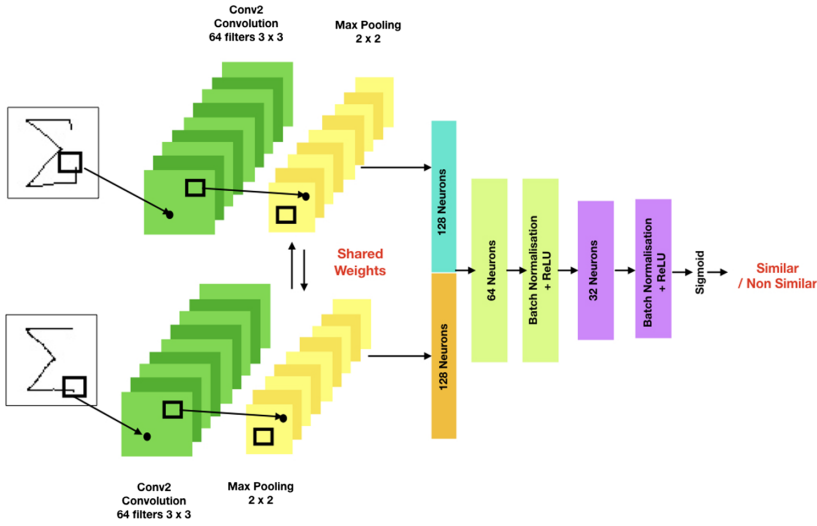 Conv2
Convolution
64 filters 3 x 3
Max Pooling
2 x 2
Shared
Weights
128 Neurons
128 Neurons
64 Neurons
Batch Normalisation
+ ReLU
32 Neurons
Batch Normalisation
+ ReLU
Sigmoid
Similar
/ Non Similar
Conv2
Convolution
64 filters 3 x 3
Max Pooling
2 x 2